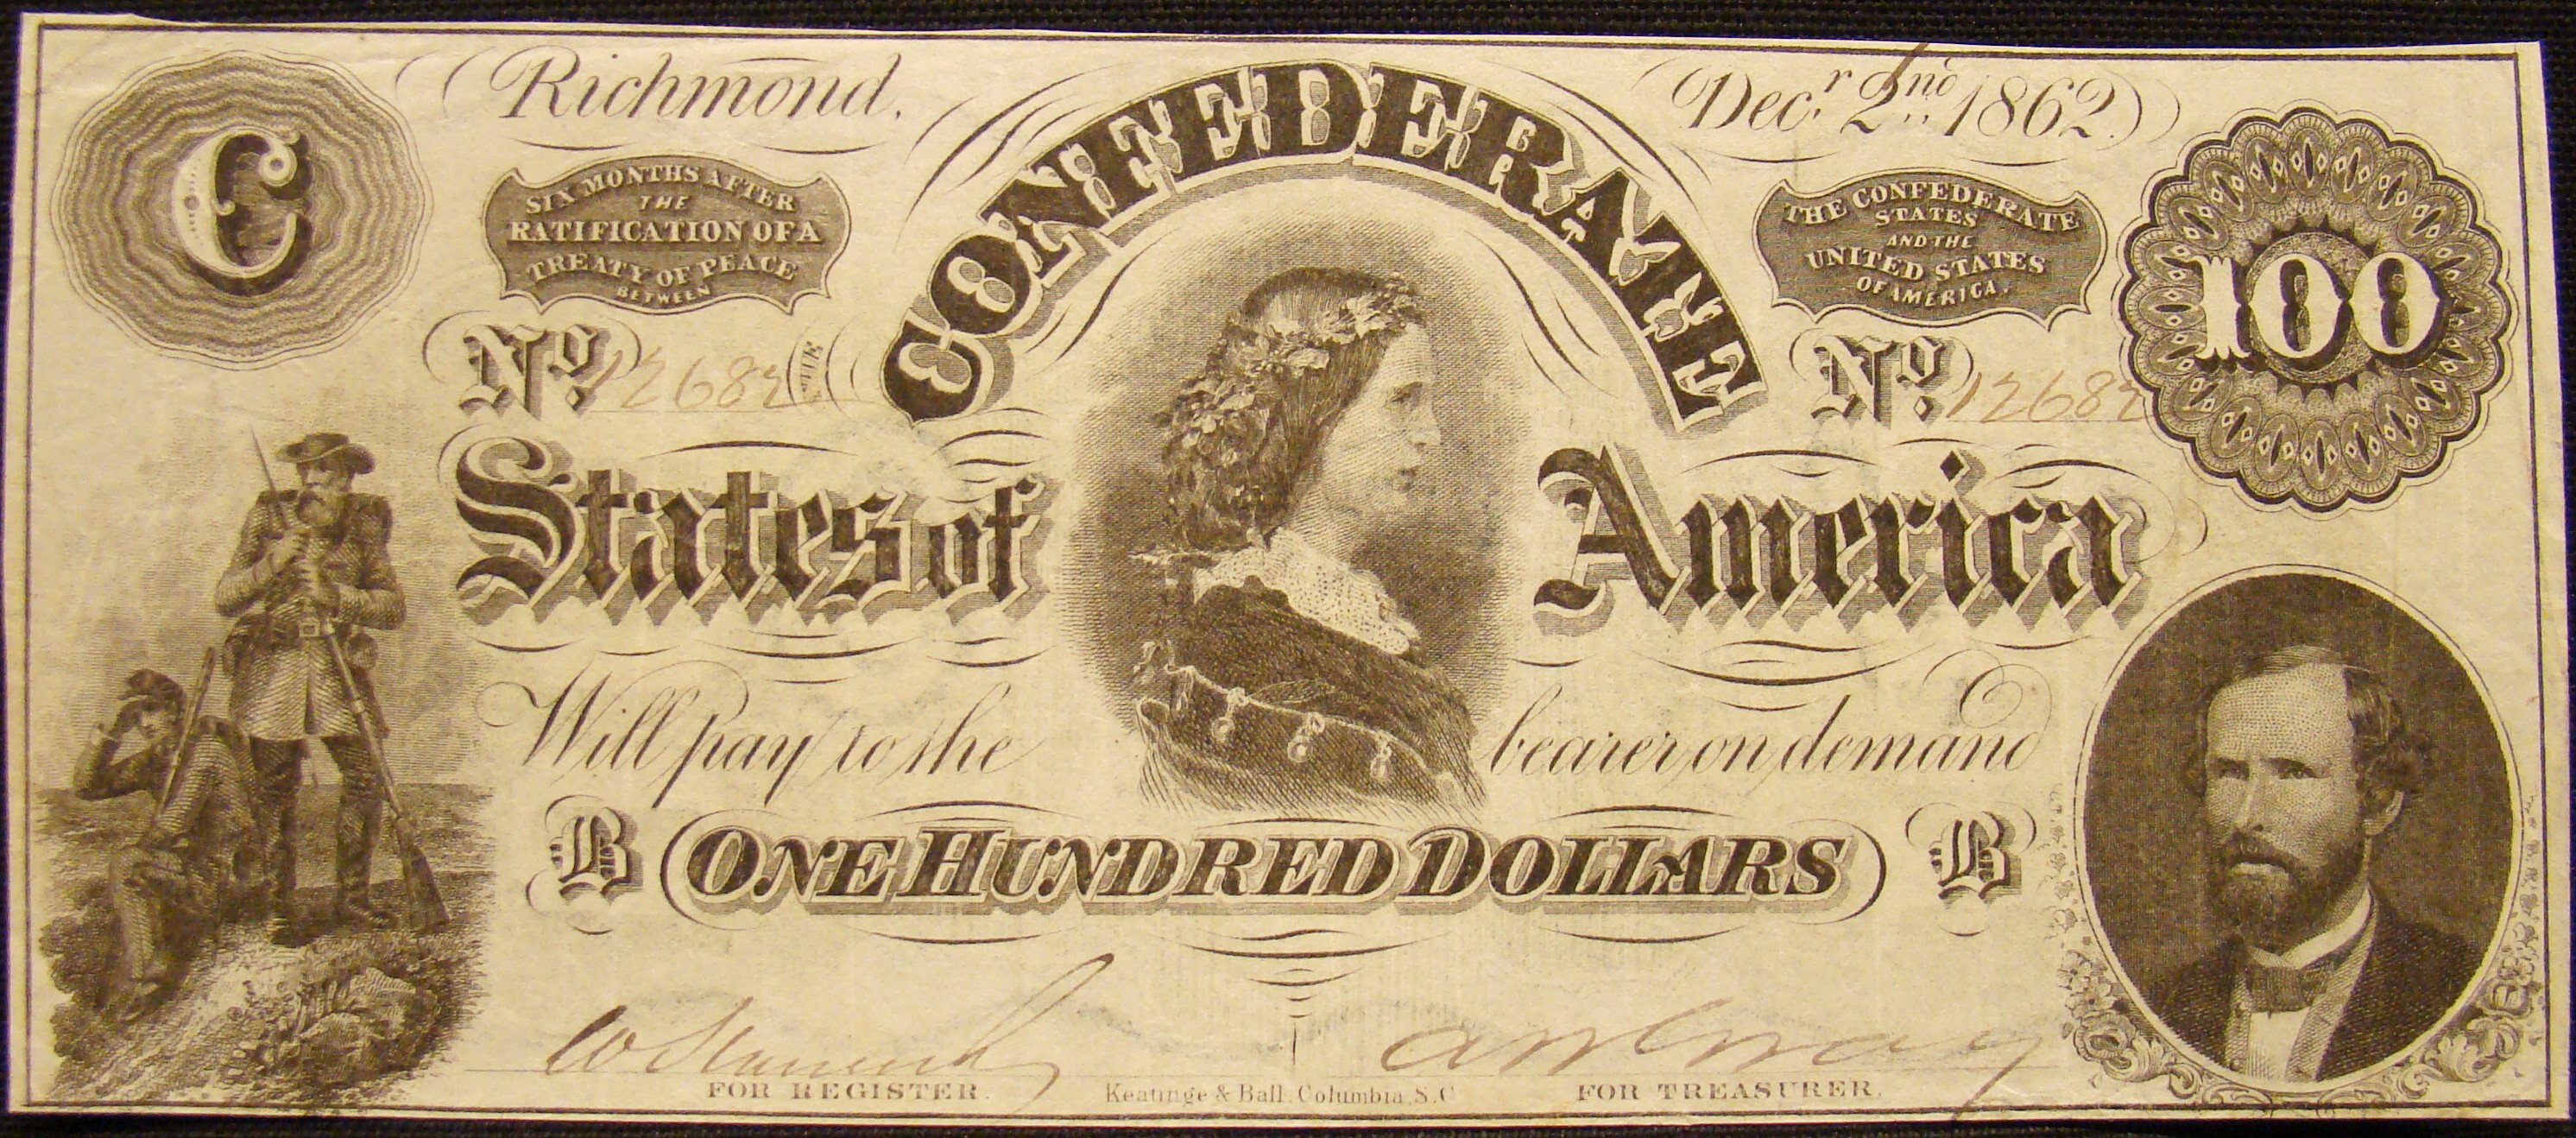 C
Richmond,
Decr. 2nd. 1862.
SIX MONTHS AFTER
THE
RATIFICATION OF A
TREATY OF PEACE
BETWEEN
CONFEDERATE
THE CONFEDERATE
STATES
AND THE
UNITED STATES
OF AMERICA.
100
No. 12682
No. 12682
States of America
Will pay to the bearer on demand
B ONE HUNDRED DOLLARS B
FOR REGISTER.
Keatinge & Ball, Columbia, S.C
FOR TREASURER.